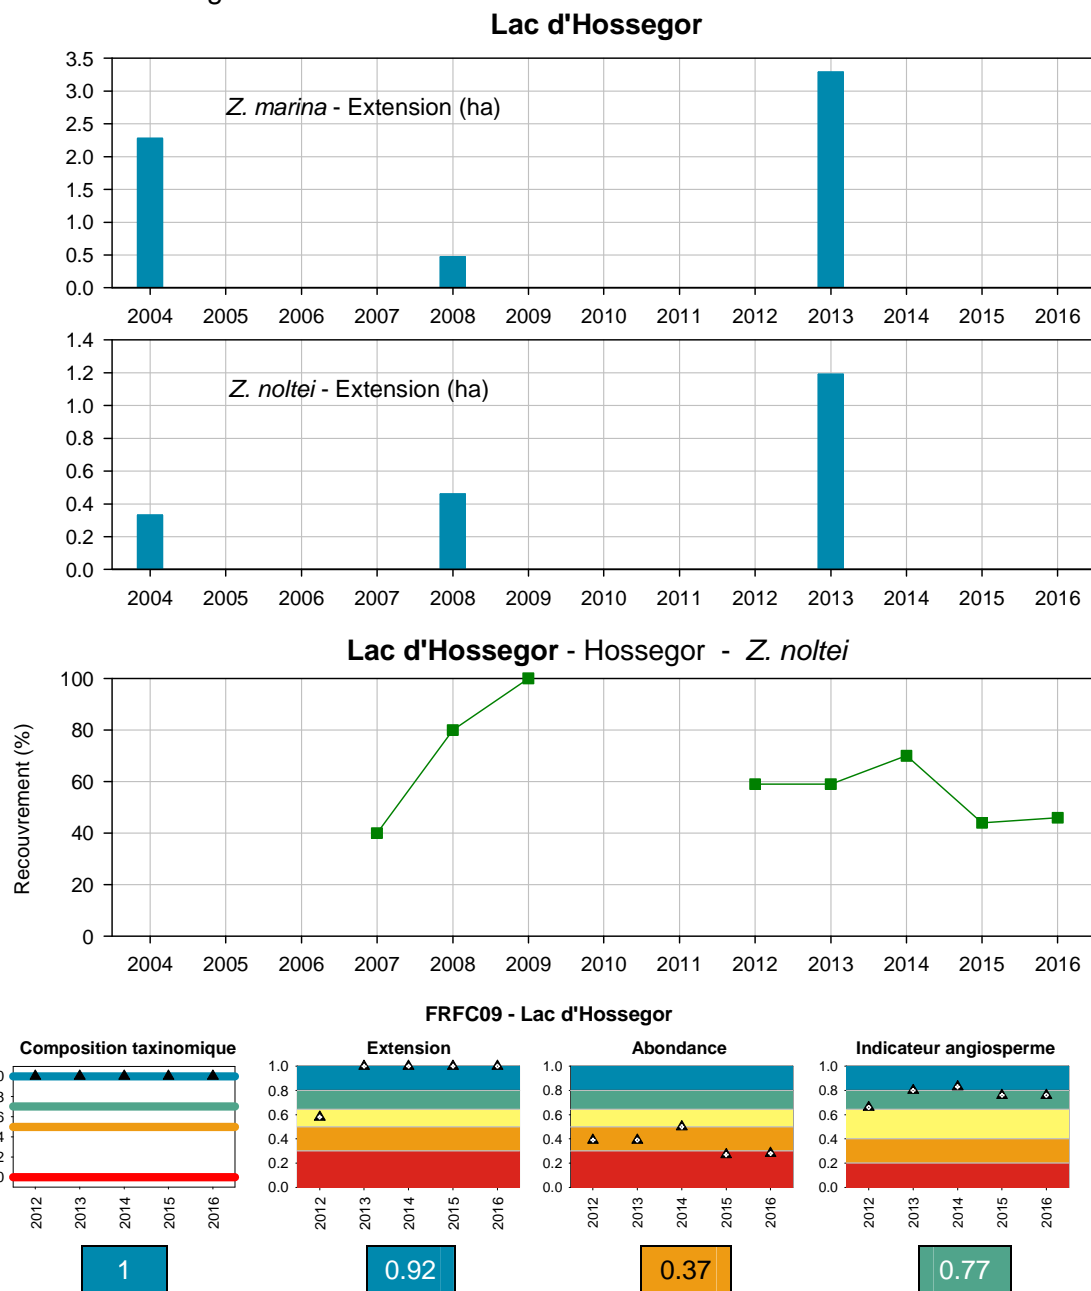 Lac d'Hossegor
3.5
3.0
2.5
2.0
1.5
1.0
0.5
0.0
Z. marina - Extension (ha)
2004 2005 2006 2007 2008 2009 2010 2011 2012 2013 2014 2015 2016
1.4
1.2
1.0
0.8
0.6
0.4
0.2
0.0
Z. noltei - Extension (ha)
2004 2005 2006 2007 2008 2009 2010 2011 2012 2013 2014 2015 2016
Lac d'Hossegor - Hossegor - Z. noltei
Recouvrement (%)
100
80
60
40
20
0
2004 2005 2006 2007 2008 2009 2010 2011 2012 2013 2014 2015 2016
FRFC09 - Lac d'Hossegor
Composition taxinomique
0
8
6
4
2
0
2012 2013 2014 2015 2016
1
Extension
1.0
0.8
0.6
0.4
0.2
0.0
2012 2013 2014 2015 2016
0.92
Abondance
1.0
0.8
0.6
0.4
0.2
0.0
2012 2013 2014 2015 2016
0.37
Indicateur angiosperme
1.0
0.8
0.6
0.4
0.2
0.0
2012 2013 2014 2015 2016
0.77